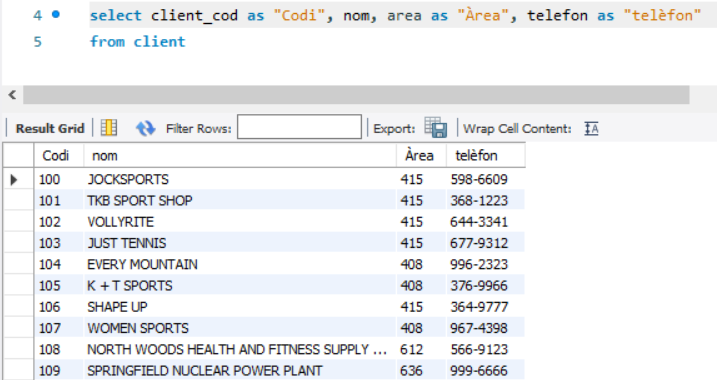 4 select client_cod as "Codi", nom, area as "Àrea", telefon as "telèfon"
5 from client
Result Grid Filter Rows: Export: Wrap Cell Content: IA
Codi nom Àrea telèfon
100 JOCKSPORTS 415 598-6609
101 TKB SPORT SHOP 415 368-1223
102 VOLLYRITE 415 644-3341
103 JUST TENNIS 415 677-9312
104 EVERY MOUNTAIN 408 996-2323
105 K + T SPORTS 408 376-9966
106 SHAPE UP 415 364-9777
107 WOMEN SPORTS 408 967-4398
108 NORTH WOODS HEALTH AND FITNESS SUPPLY ... 612 566-9123
109 SPRINGFIELD NUCLEAR POWER PLANT 636 999-6666